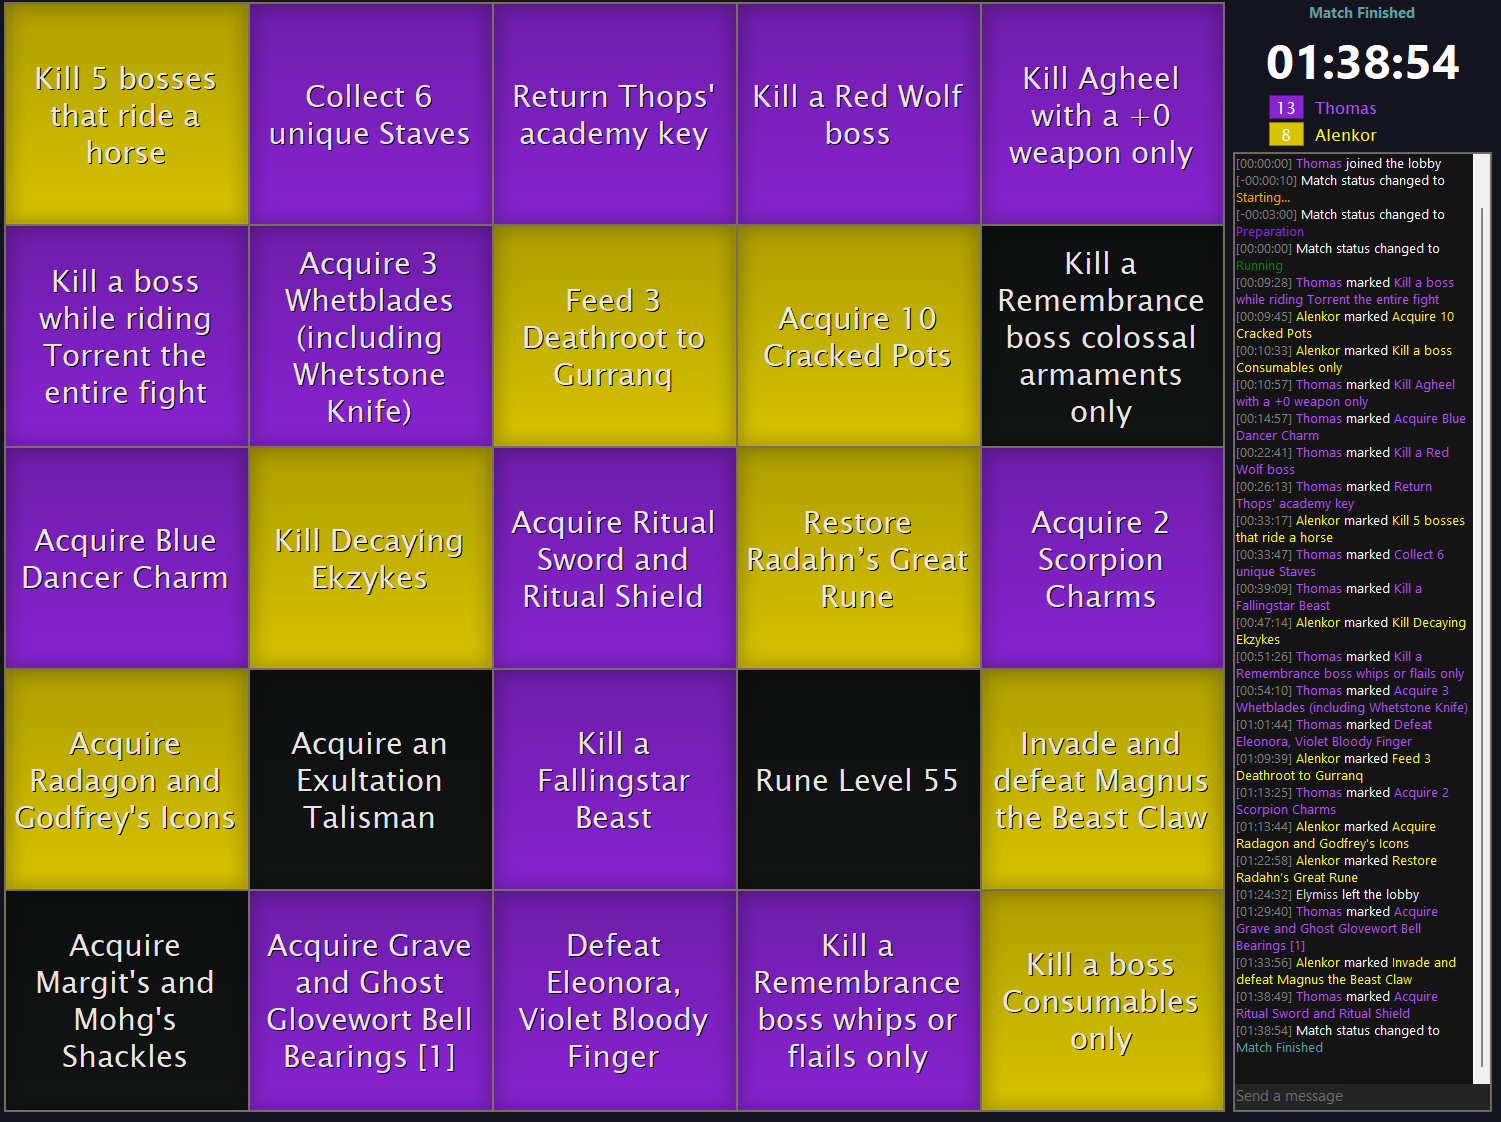 Kill 5 bosses
that ride a
horse
Collect 6
unique Staves
Return Thops'
academy key
Kill a Red Wolf
boss
Kill Agheel
with a +0
weapon only
Kill a boss
while riding
Torrent the
entire fight
Acquire 3
Whetblades
(including
Whetstone
Knife)
Feed 3
Deathroot to
Gurranq
Acquire 10
Cracked Pots
Kill a
Remembrance
boss colossal
armaments
only
Acquire Blue
Dancer Charm
Kill Decaying
Ekzykes
Acquire Ritual
Sword and
Ritual Shield
Restore
Radahn’s Great
Rune
Acquire 2
Scorpion
Charms
Acquire
Radagon and
Godfrey's Icons
Acquire an
Exultation
Talisman
Kill a
Fallingstar
Beast
Rune Level 55
Invade and
defeat Magnus
the Beast Claw
Acquire
Margit's and
Mohg's
Shackles
Acquire Grave
and Ghost
Glovewort Bell
Bearings [1]
Defeat
Eleonora,
Violet Bloody
Finger
Kill a
Remembrance
boss whips or
flails only
Kill a boss
Consumables
only
Match Finished
01:38:54
13 Thomas
8 Alenkor
[00:00:00] Thomas joined the lobby
[-00:00:10] Match status changed to
Starting...
[-00:03:00] Match status changed to
Preparation
[00:00:00] Match status changed to
Running
[00:09:28] Thomas marked Kill a boss
while riding Torrent the entire fight
[00:09:45] Alenkor marked Acquire 10
Cracked Pots
[00:10:33] Alenkor marked Kill a boss
Consumables only
[00:10:57] Thomas marked Kill Agheel
with a +0 weapon only
[00:14:57] Thomas marked Acquire Blue
Dancer Charm
[00:22:41] Thomas marked Kill a Red
Wolf boss
[00:26:13] Thomas marked Return
Thops' academy key
[00:33:17] Alenkor marked Kill 5 bosses
that ride a horse
[00:33:47] Thomas marked Collect 6
unique Staves
[00:39:09] Thomas marked Kill a
Fallingstar Beast
[00:47:14] Alenkor marked Kill Decaying
Ekzykes
[00:51:26] Thomas marked Kill a
Remembrance boss whips or flails only
[00:54:10] Thomas marked Acquire 3
Whetblades (including Whetstone Knife)
[01:01:44] Thomas marked Defeat
Eleonora, Violet Bloody Finger
[01:09:39] Alenkor marked Feed 3
Deathroot to Gurranq
[01:13:25] Thomas marked Acquire 2
Scorpion Charms
[01:13:44] Alenkor marked Acquire
Radagon and Godfrey's Icons
[01:22:58] Alenkor marked Restore
Radahn’s Great Rune
[01:24:32] Elymiss left the lobby
[01:29:40] Thomas marked Acquire
Grave and Ghost Glovewort Bell
Bearings [1]
[01:33:56] Alenkor marked Invade and
defeat Magnus the Beast Claw
[01:38:49] Thomas marked Acquire
Ritual Sword and Ritual Shield
[01:38:54] Match status changed to
Match Finished
Send a message